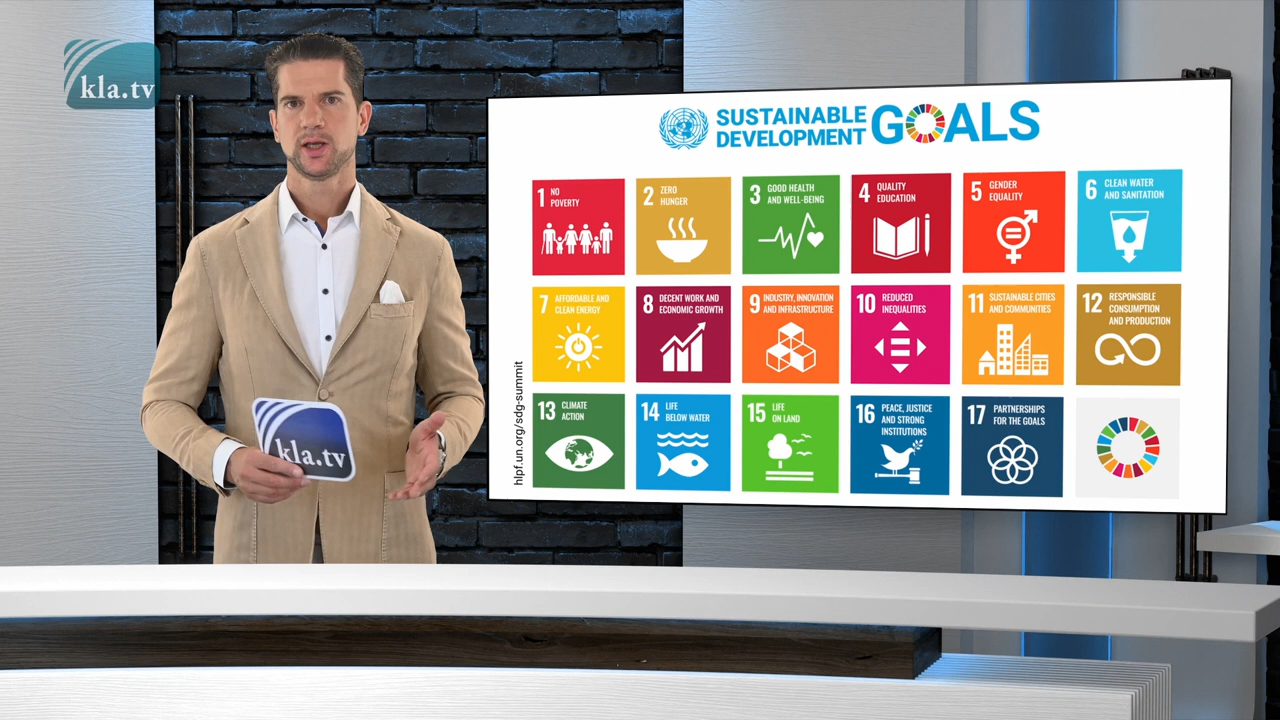 kla.tv
SUSTAINABLE
DEVELOPMENT
GOALS
1 NO
POVERTY
2 ZERO
HUNGER
3 GOOD HEALTH
AND WELL-BEING
4 QUALITY
EDUCATION
5 GENDER
EQUALITY
6 CLEAN WATER
AND SANITATION
7 AFFORDABLE AND
CLEAN ENERGY
8 DECENT WORK AND
ECONOMIC GROWTH
9 INDUSTRY, INNOVATION
AND INFRASTRUCTURE
10 REDUCED
INEQUALITIES
11 SUSTAINABLE CITIES
AND COMMUNITIES
12 RESPONSIBLE
CONSUMPTION
AND PRODUCTION
13 CLIMATE
ACTION
14 LIFE
BELOW WATER
15 LIFE
ON LAND
16 PEACE, JUSTICE
AND STRONG
INSTITUTIONS
17 PARTNERSHIPS
FOR THE GOALS
hlpf.un.org/sdg-summit
kla.tv